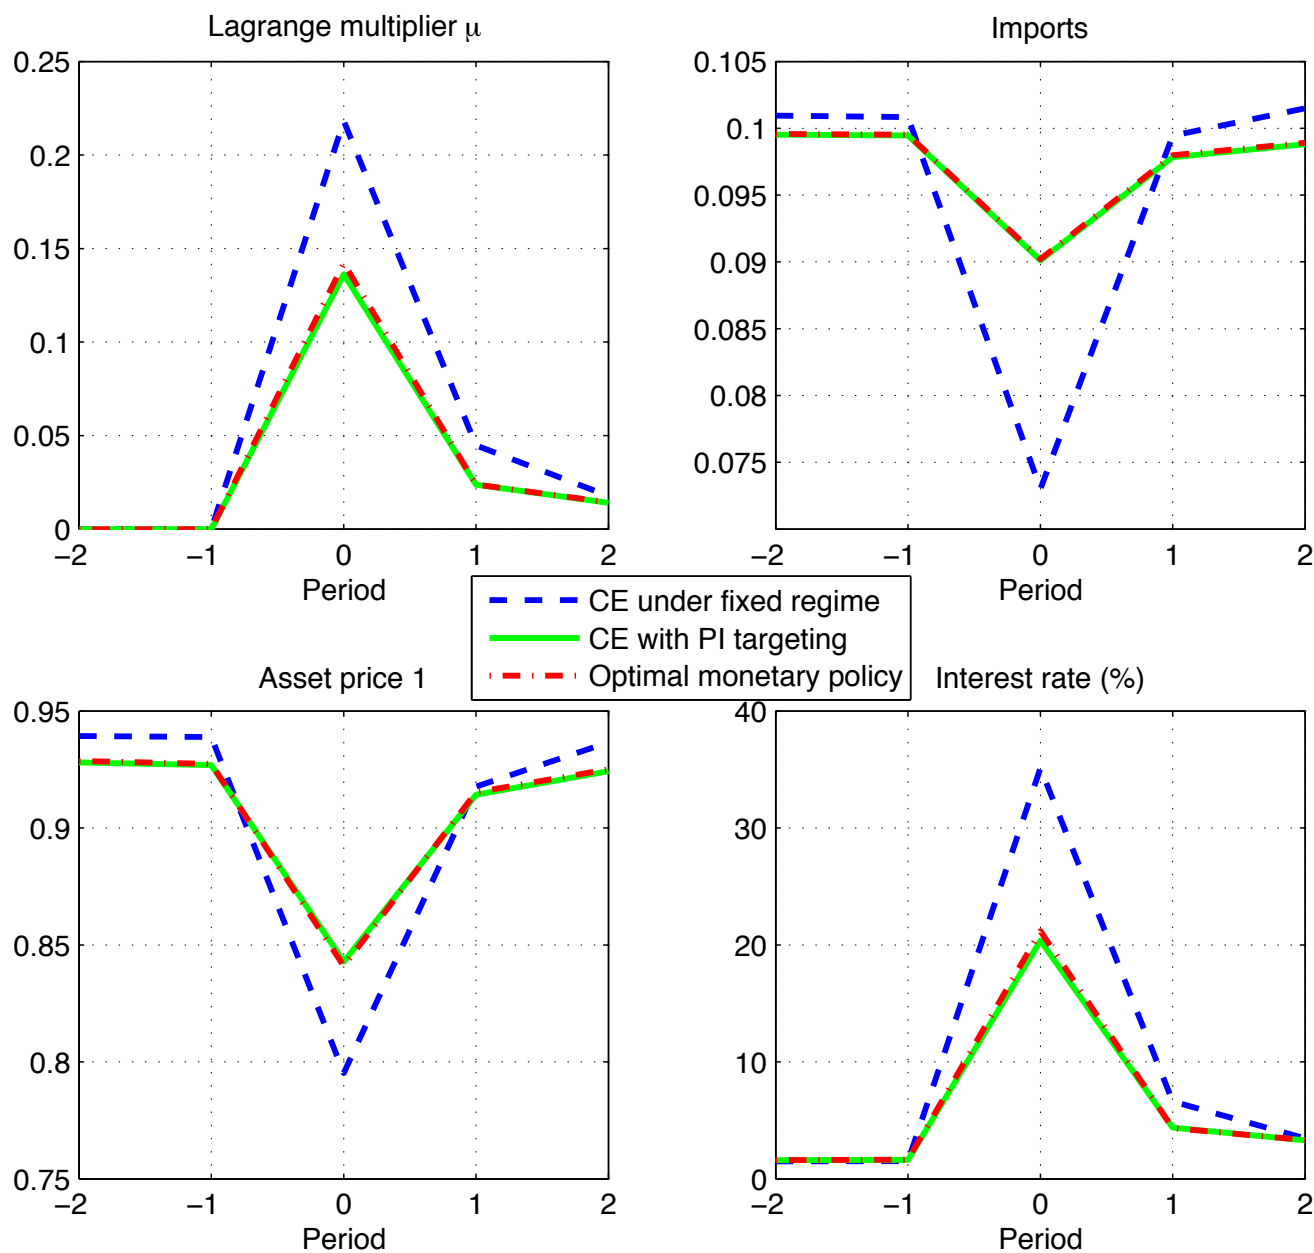 Lagrange multiplier μ
0.25
0.2
0.15
0.1
0.05
0
−2 −1 0 1 2
Period
Imports
0.105
0.1
0.095
0.09
0.085
0.08
0.075
−2 −1 0 1 2
Period
CE under fixed regime
CE with PI targeting
Optimal monetary policy
Asset price 1
0.95
0.9
0.85
0.8
0.75
−2 −1 0 1 2
Period
Interest rate (%)
40
30
20
10
0
−2 −1 0 1 2
Period